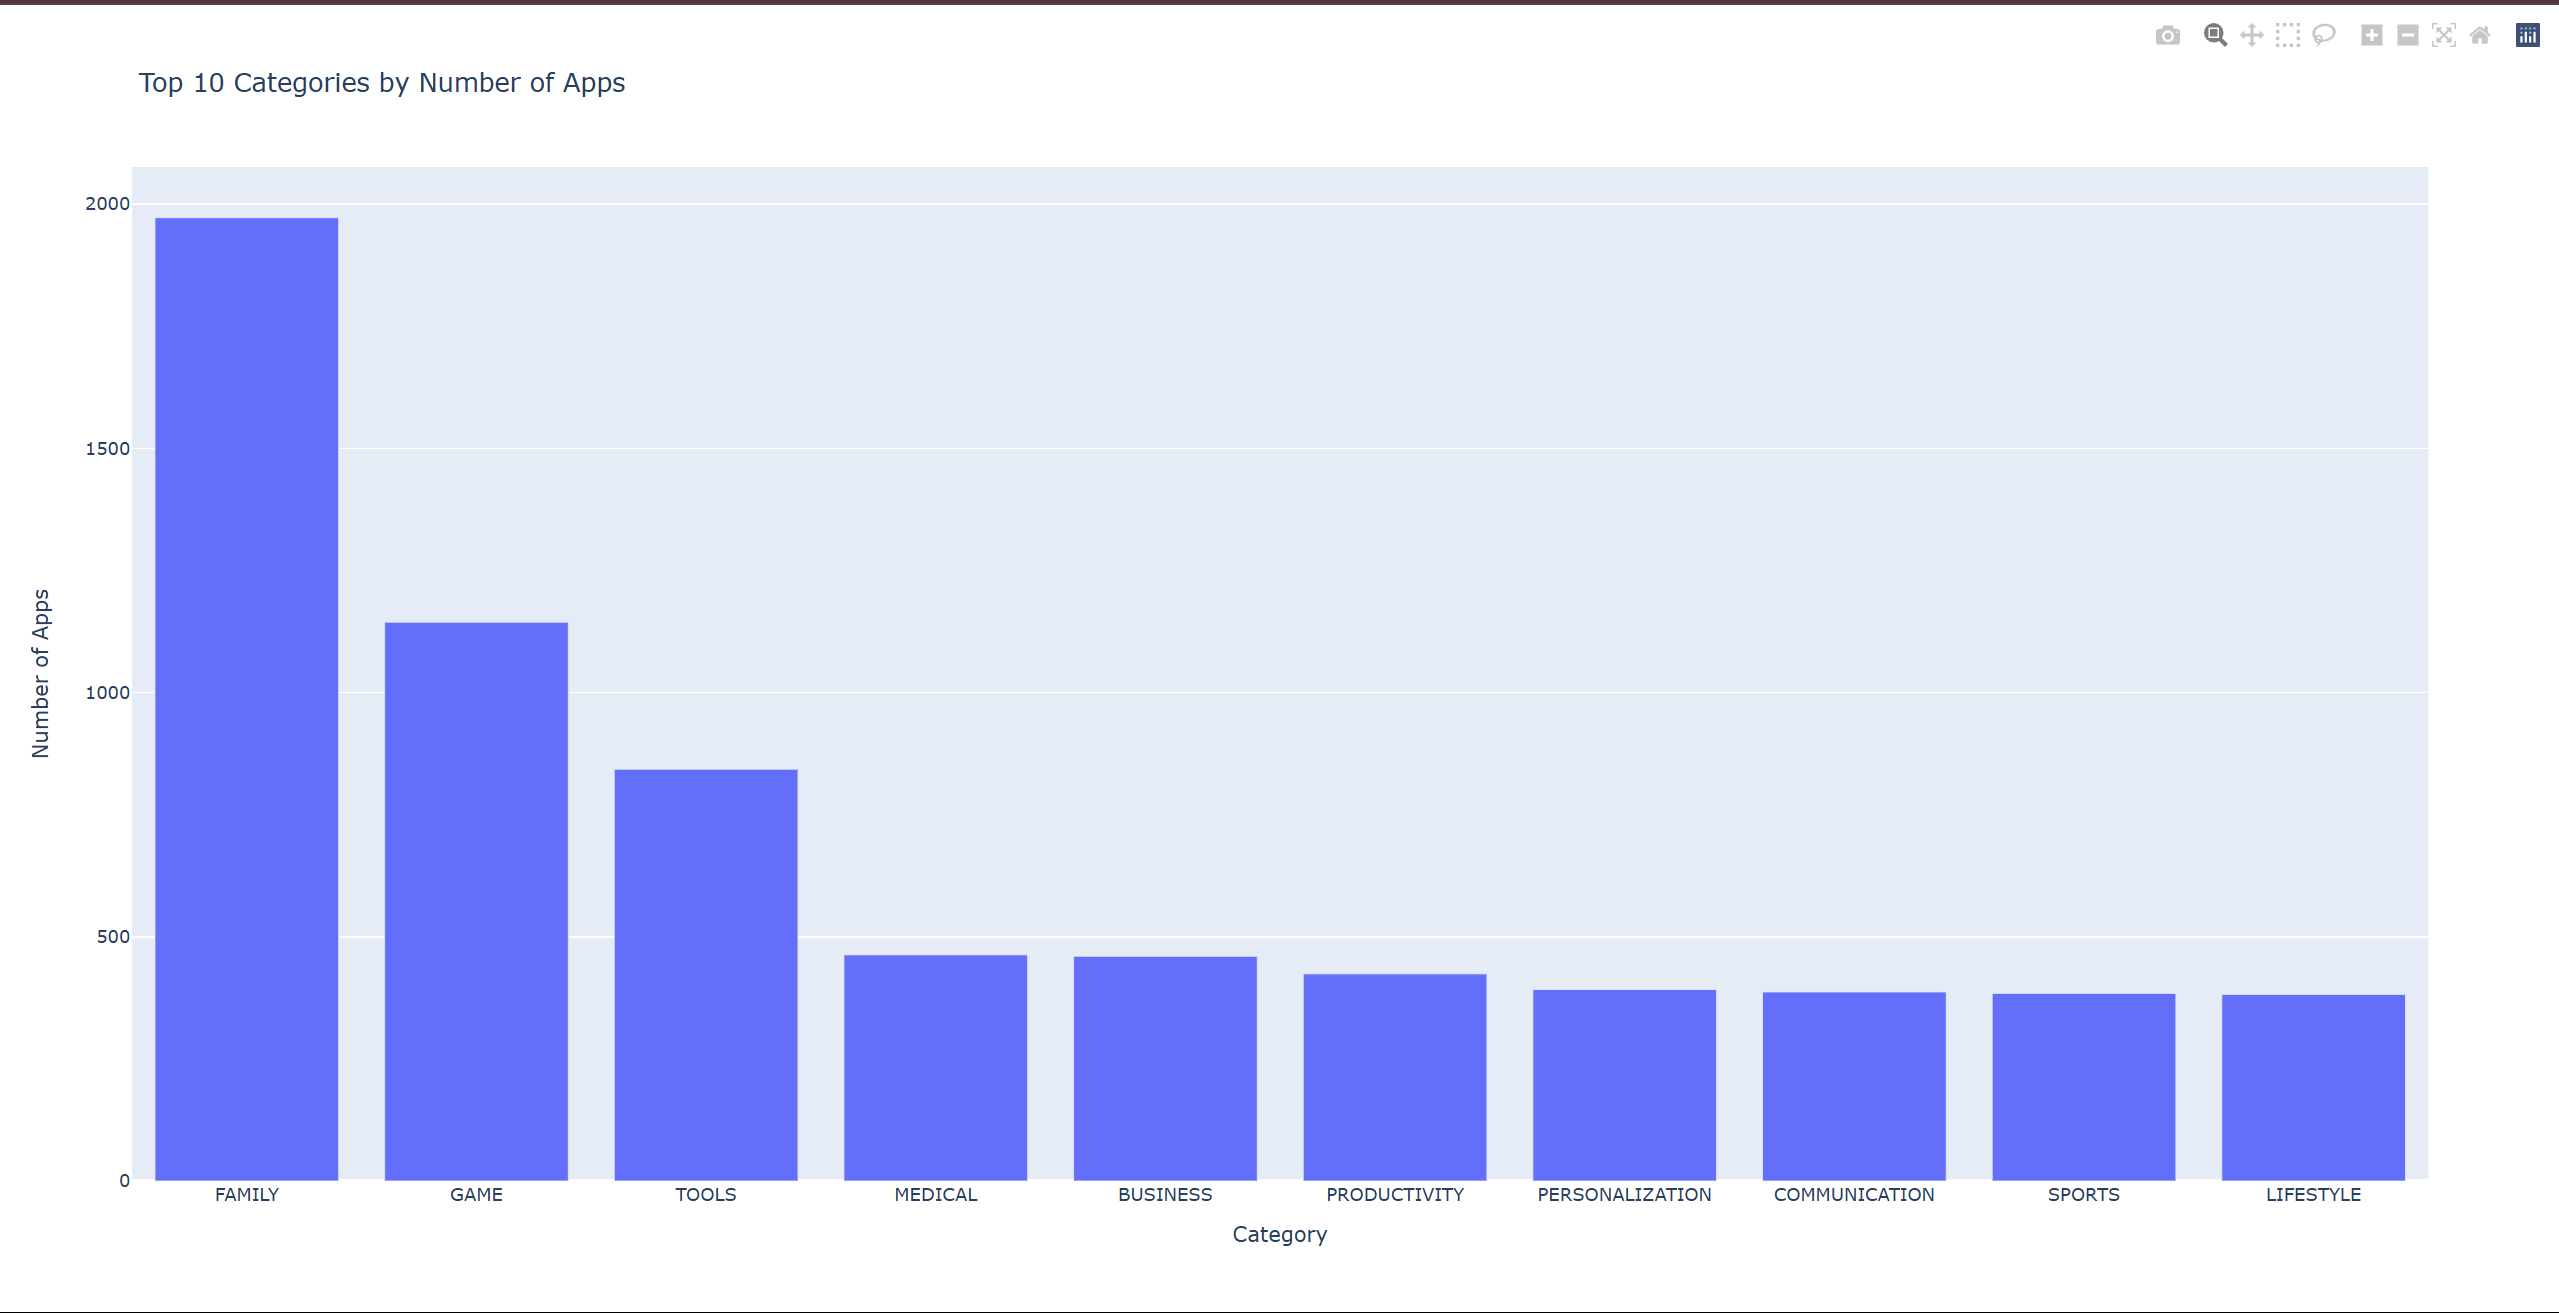 Top 10 Categories by Number of Apps
2000
1500
1000
500
0
Number of Apps
FAMILY GAME TOOLS MEDICAL BUSINESS PRODUCTIVITY PERSONALIZATION COMMUNICATION SPORTS LIFESTYLE
Category